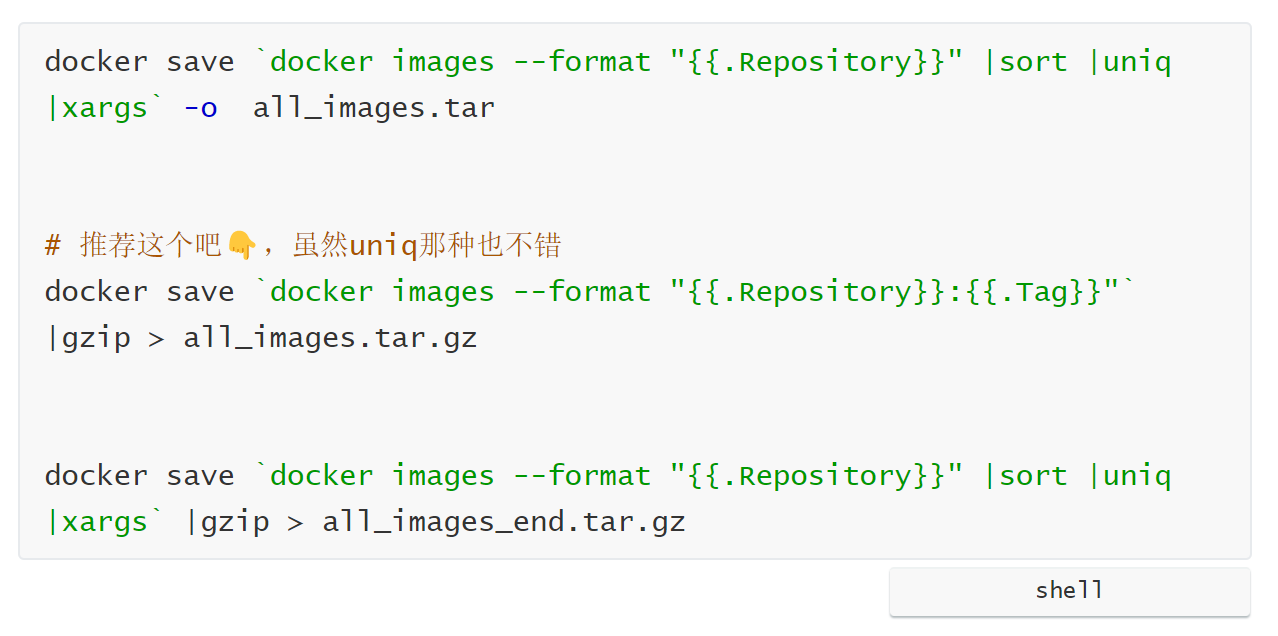 docker save `docker images --format "{{.Repository}}" |sort |uniq
|xargs` -o  all_images.tar
# 推荐这个吧👇，虽然uniq那种也不错
docker save `docker images --format "{{.Repository}}:{{.Tag}}"`
|gzip > all_images.tar.gz
docker save `docker images --format "{{.Repository}}" |sort |uniq
|xargs` |gzip > all_images_end.tar.gz
shell